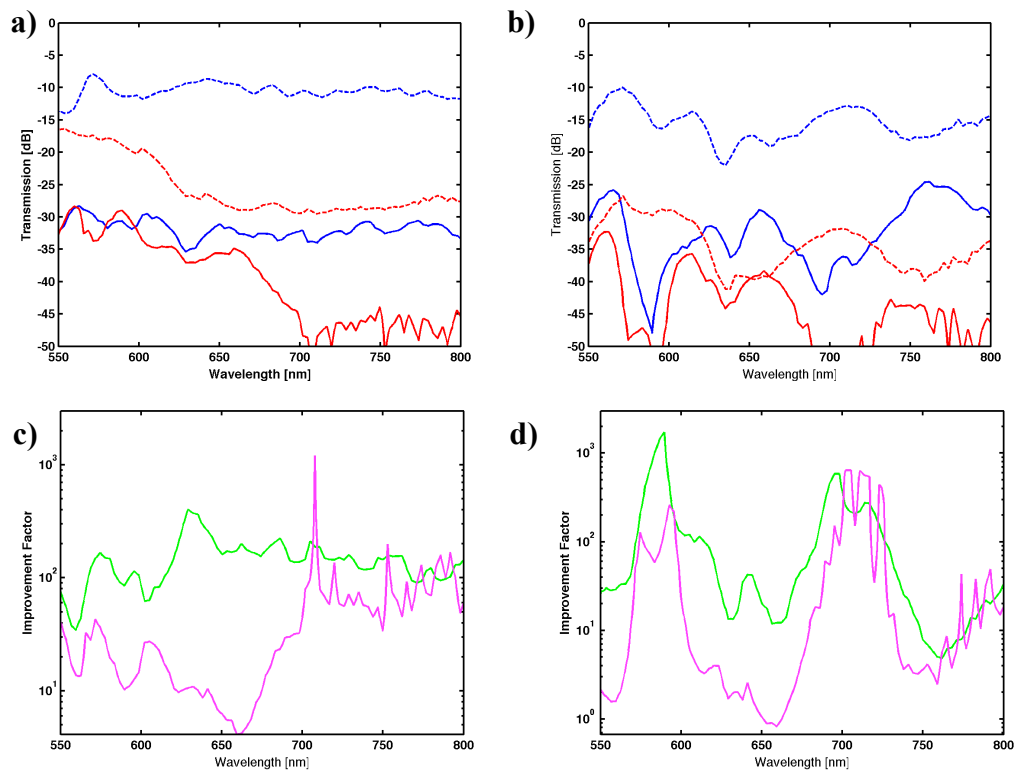 a)
0
-5
-10
-15
-20
-25
-30
-35
-40
-45
-50
550 600 650 700 750 800
Transmission [dB]
Wavelength [nm]
b)
0
-5
-10
-15
-20
-25
-30
-35
-40
-45
-50
550 600 650 700 750 800
Transmission [dB]
Wavelength [nm]
c)
10³
10²
10¹
550 600 650 700 750 800
Improvement Factor
Wavelength [nm]
d)
10³
10²
10¹
10⁰
550 600 650 700 750 800
Improvement Factor
Wavelength [nm]